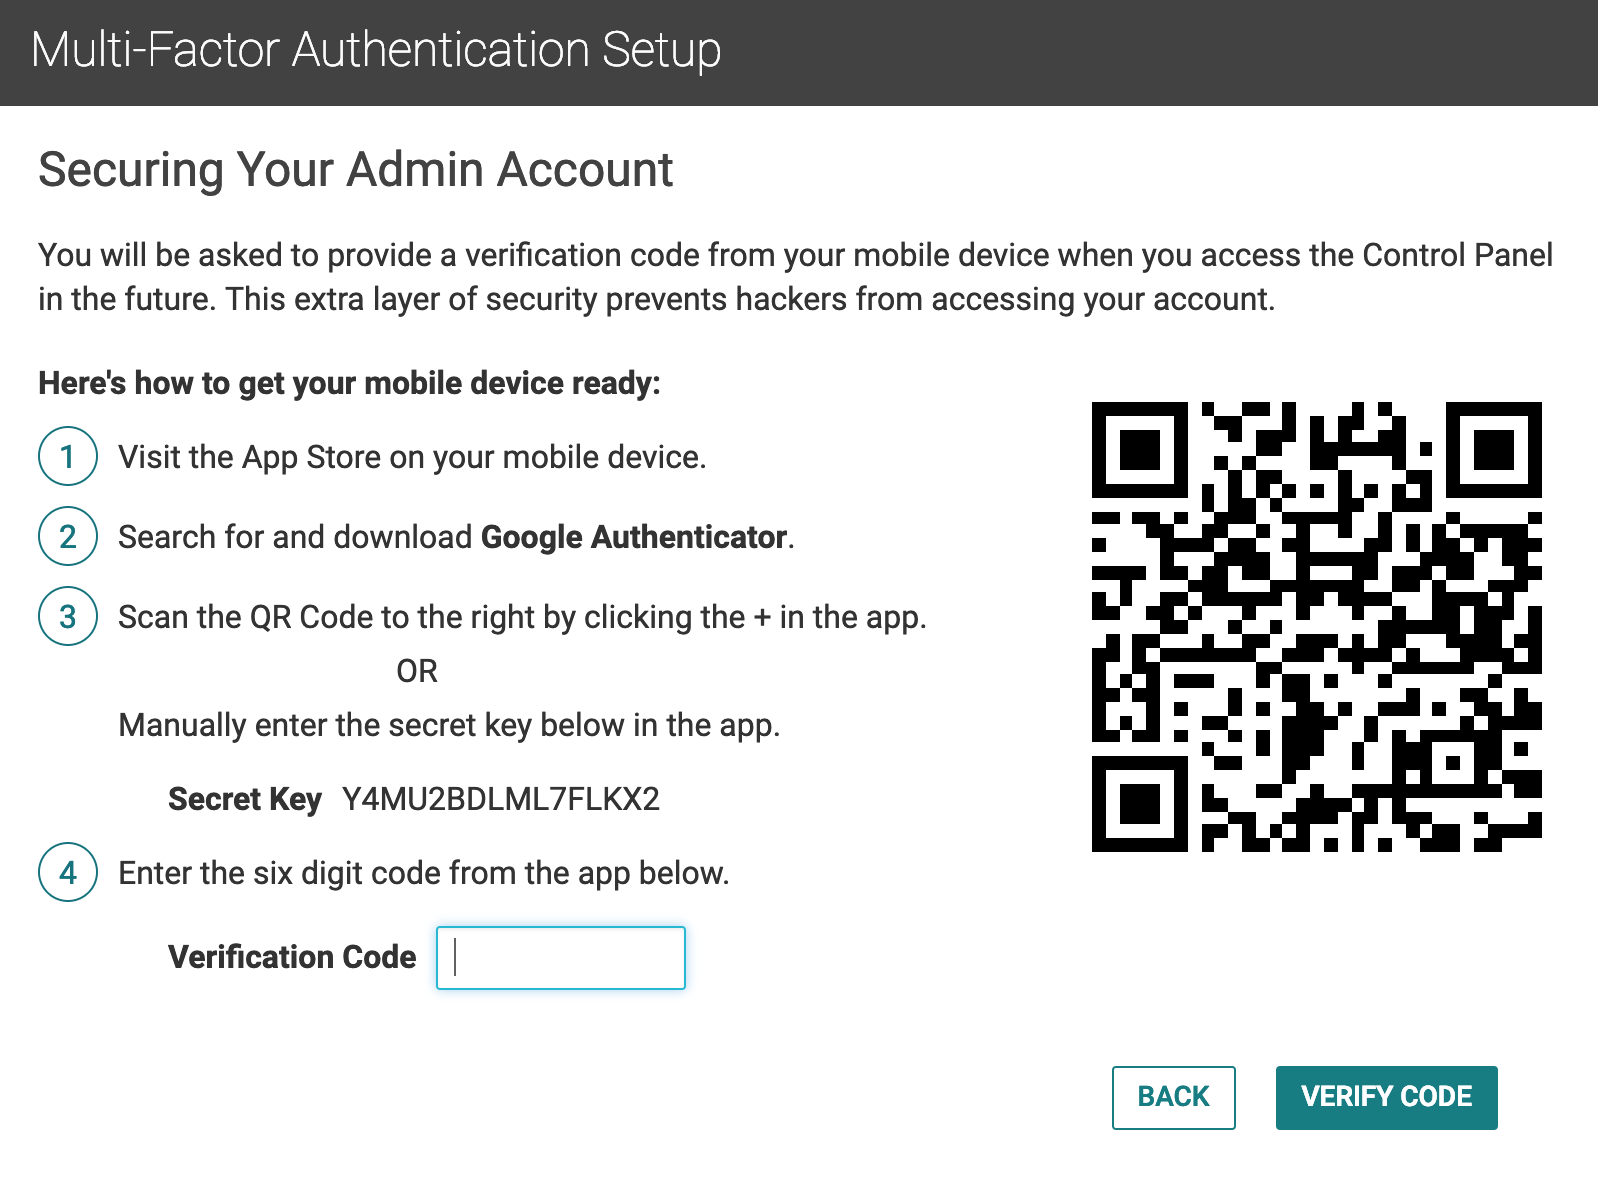 Multi-Factor Authentication Setup
Securing Your Admin Account
You will be asked to provide a verification code from your mobile device when you access the Control Panel
in the future. This extra layer of security prevents hackers from accessing your account.
Here's how to get your mobile device ready:
1 Visit the App Store on your mobile device.
2 Search for and download Google Authenticator.
3 Scan the QR Code to the right by clicking the + in the app.
OR
Manually enter the secret key below in the app.
Secret Key Y4MU2BDLML7FLKX2
4 Enter the six digit code from the app below.
Verification Code
BACK VERIFY CODE